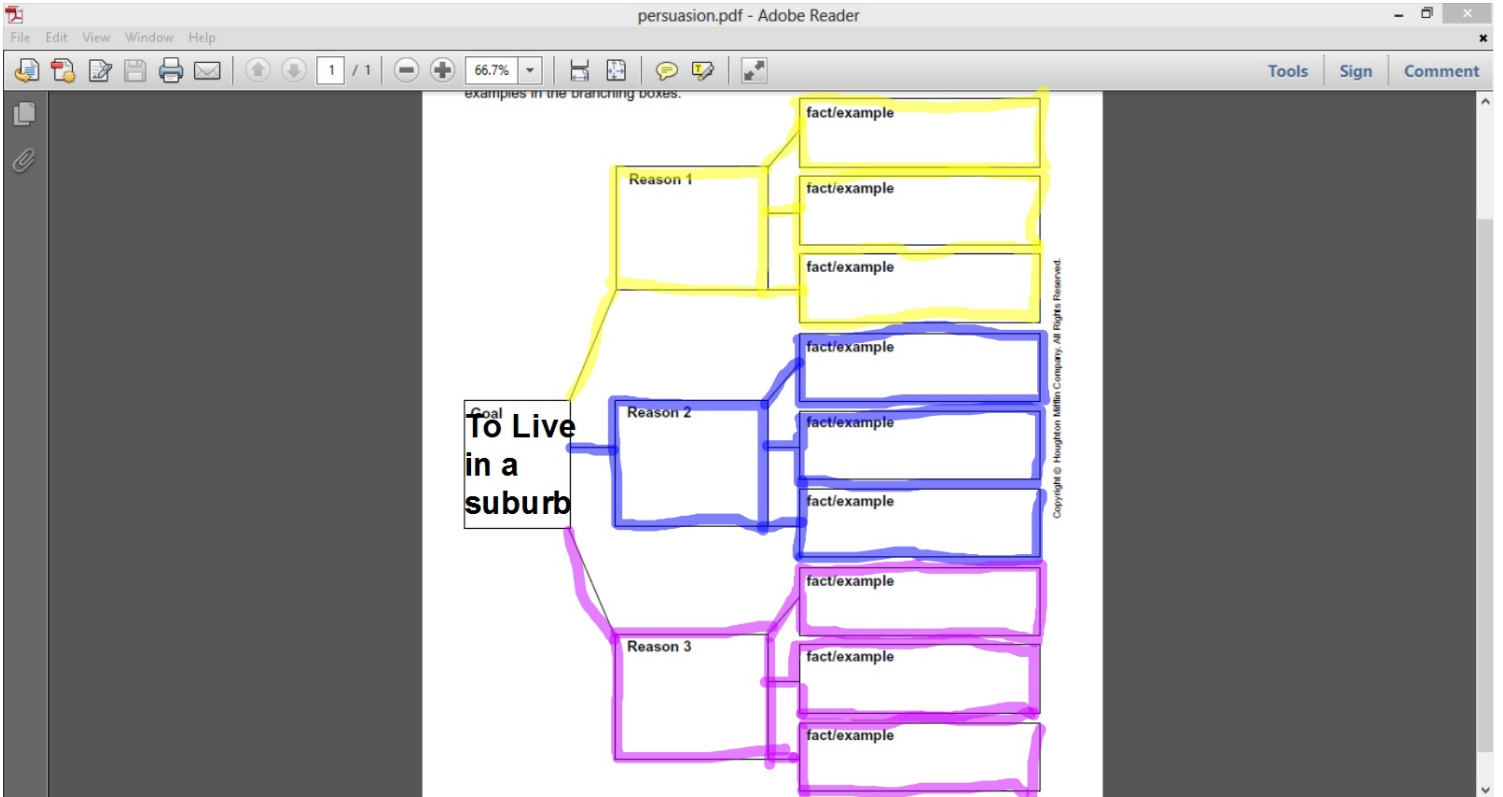 persuasion.pdf - Adobe Reader
File Edit View Window Help
1 / 1 66.7% Tools Sign Comment
examples in the branching boxes.
fact/example
Reason 1
fact/example
fact/example
fact/example
Goal
To Live
in a
suburb
Reason 2
fact/example
fact/example
fact/example
Reason 3
fact/example
fact/example
Copyright © Houghton Mifflin Company. All Rights Reserved.